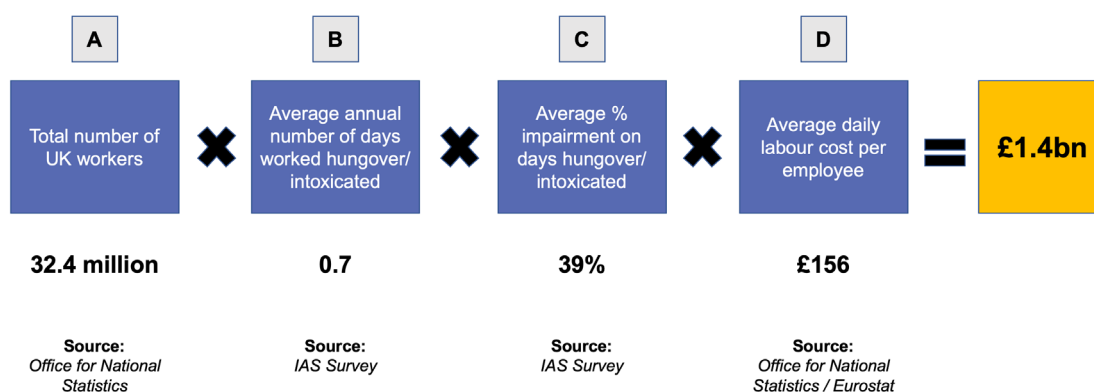 A
B
C
D
Total number of
UK workers
Average annual
number of days
worked hungover/
intoxicated
Average %
impairment on
days hungover/
intoxicated
Average daily
labour cost per
employee
£1.4bn
32.4 million
0.7
39%
£156
Source:
Office for National
Statistics
Source:
IAS Survey
Source:
IAS Survey
Source:
Office for National
Statistics / Eurostat